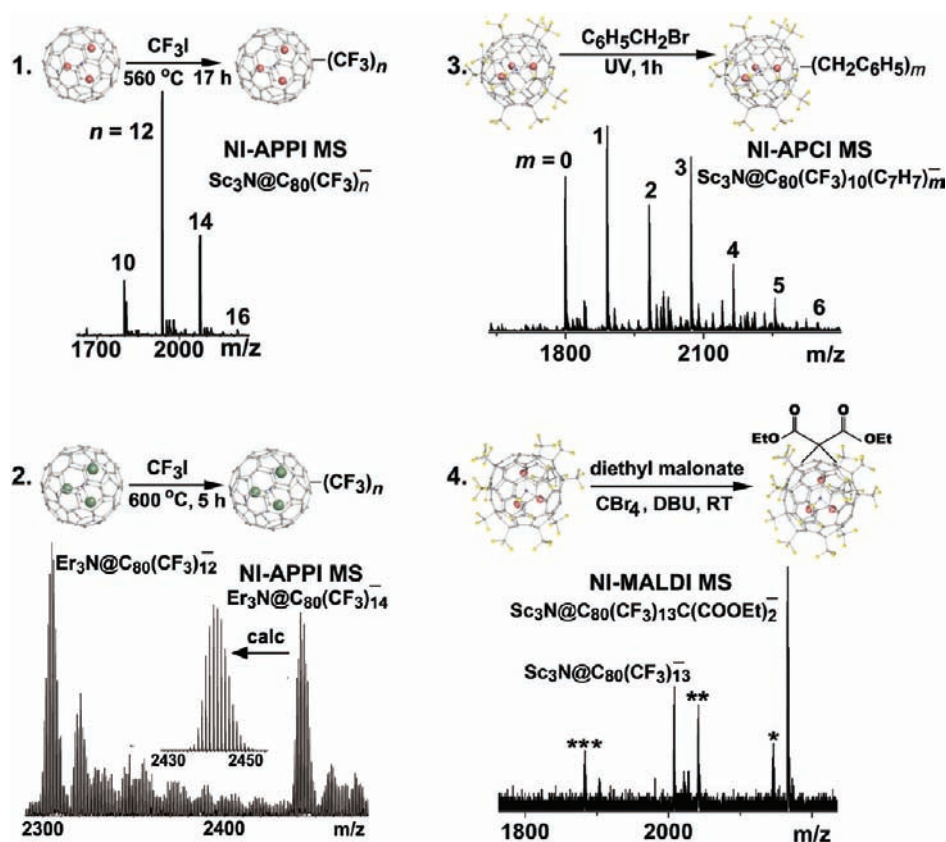 1.
CF3I
560 °C 17 h
(CF3)n
n = 12
NI-APPI MS
Sc3N@C80(CF3)n−
10
14
16
1700
2000
m/z
3.
C6H5CH2Br
UV, 1h
(CH2C6H5)m
NI-APCI MS
Sc3N@C80(CF3)10(C7H7)m−
m = 0
1
2
3
4
5
6
1800
2100
m/z
2.
CF3I
600 °C, 5 h
(CF3)n
Er3N@C80(CF3)12−
NI-APPI MS
Er3N@C80(CF3)14−
calc
2430
2450
2300
2400
m/z
4.
O
O
EtO
OEt
diethyl malonate
CBr4, DBU, RT
NI-MALDI MS
Sc3N@C80(CF3)13C(COOEt)2−
Sc3N@C80(CF3)13−
***
**
*
1800
2000
m/z